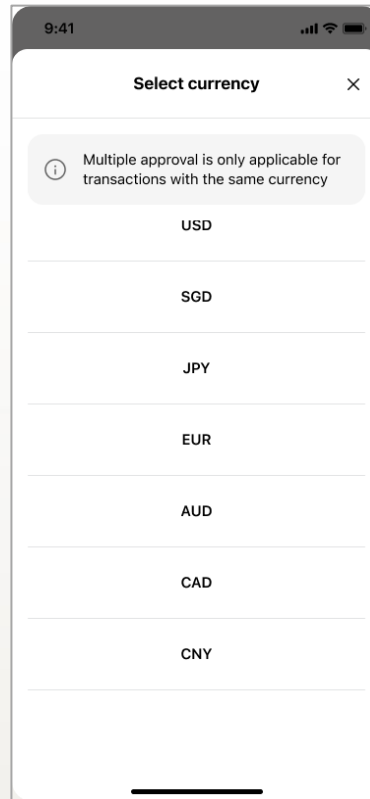 9:41
Select currency
Multiple approval is only applicable for
transactions with the same currency
USD
SGD
JPY
EUR
AUD
CAD
CNY